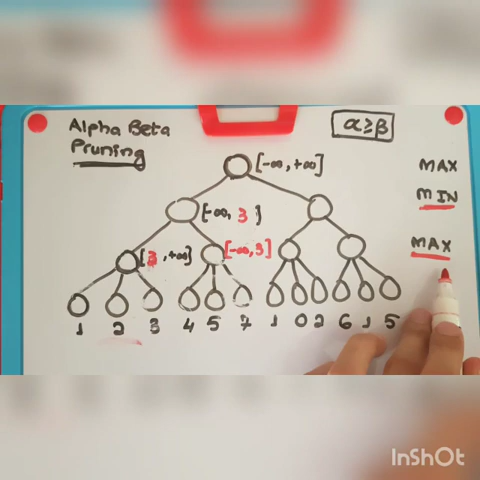 Alpha Beta
Pruning
α≥β
[-∞, +∞]
MAX
MIN
[-∞, 3]
MAX
[3, +∞]
[-∞, 3]
1 2 3 4 5 7 1 0 2 6 1 5
InShOt